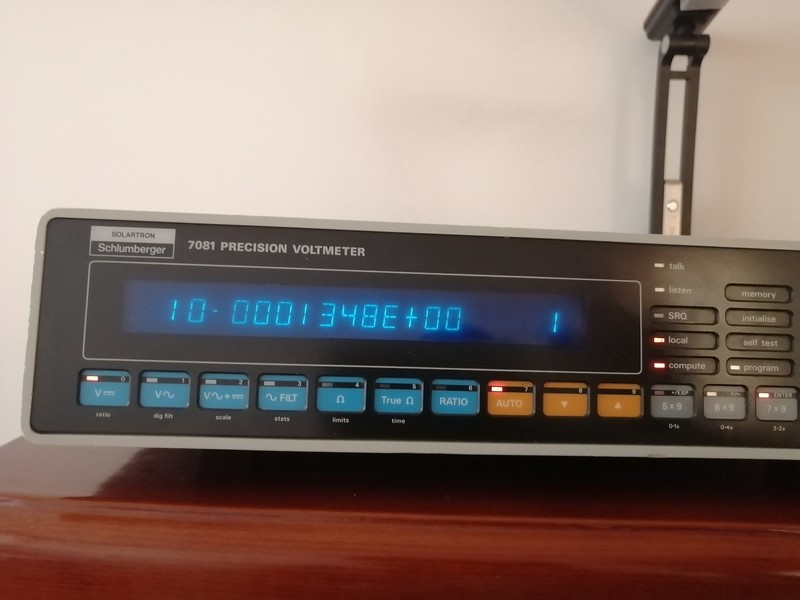 SOLARTRON
Schlumberger
7081 PRECISION VOLTMETER
10.0001348E+00 1
talk
listen
SRQ
local
compute
memory
initialise
self test
program
0 1 2 3 4 5 6 7 8 9 •/EXP +/- ENTER
V⎓ V∿ V∿+⎓ ∿ FILT Ω True Ω RATIO AUTO ▼ ▲ 5×9 6×9 7×9
ratio dig filt scale stats limits time 0·1s 0·4s 3·2s